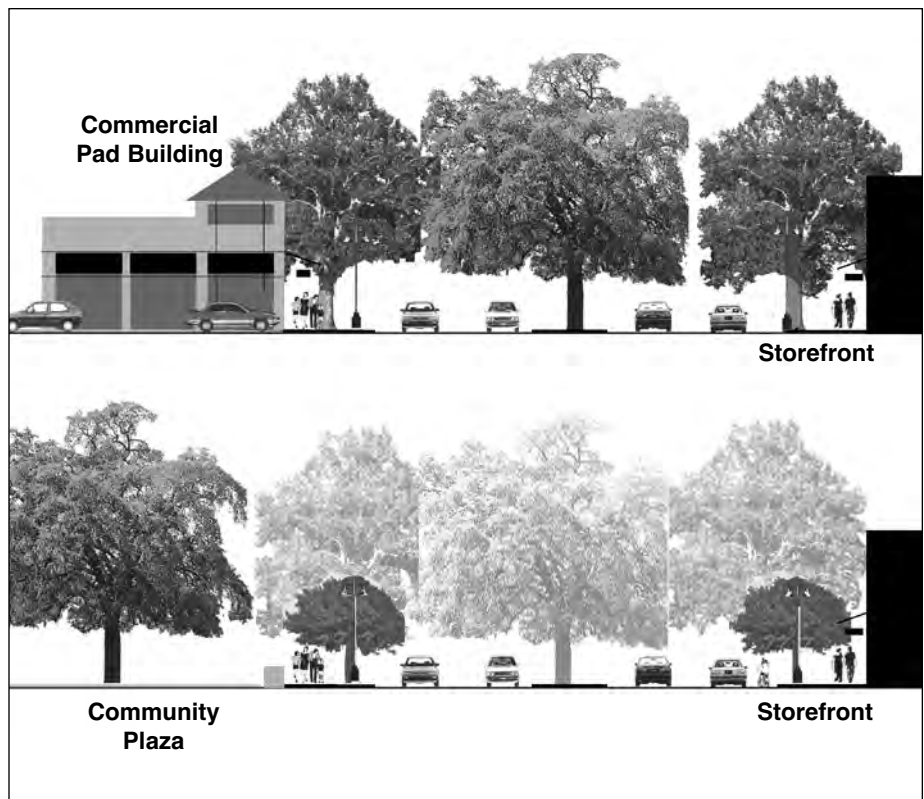 Commercial
Pad Building
Storefront
Community
Plaza
Storefront